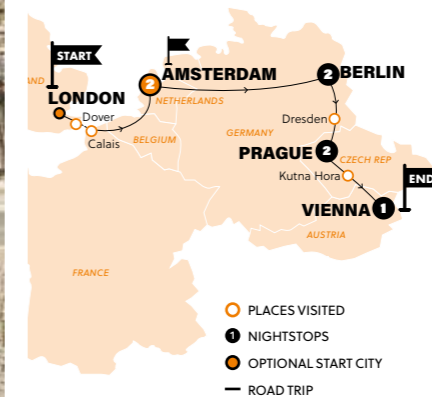 START
AND
LONDON
Dover
Calais
2
AMSTERDAM
NETHERLANDS
BELGIUM
GERMANY
2
BERLIN
Dresden
2
PRAGUE
CZECH REP
Kutna Hora
END
VIENNA
1
AUSTRIA
FRANCE
PLACES VISITED
1 NIGHTSTOPS
OPTIONAL START CITY
ROAD TRIP